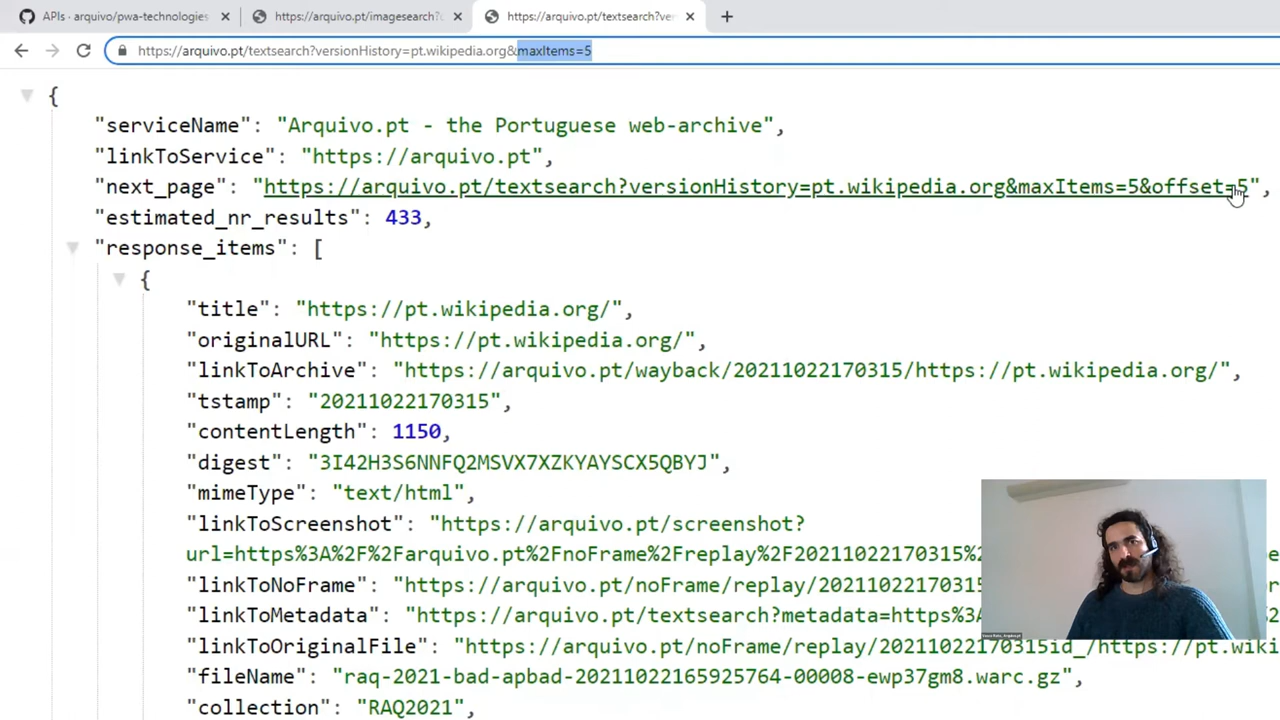 APIs · arquivo/pwa-technologies
https://arquivo.pt/imagesearch?
https://arquivo.pt/textsearch?ver
https://arquivo.pt/textsearch?versionHistory=pt.wikipedia.org&maxItems=5
{
"serviceName": "Arquivo.pt - the Portuguese web-archive",
"linkToService": "https://arquivo.pt",
"next_page": "https://arquivo.pt/textsearch?versionHistory=pt.wikipedia.org&maxItems=5&offset=5",
"estimated_nr_results": 433,
"response_items": [
{
"title": "https://pt.wikipedia.org/",
"originalURL": "https://pt.wikipedia.org/",
"linkToArchive": "https://arquivo.pt/wayback/20211022170315/https://pt.wikipedia.org/",
"tstamp": "20211022170315",
"contentLength": 1150,
"digest": "3I42H3S6NNFQ2MSVX7XZKYAYSCX5QBYJ",
"mimeType": "text/html",
"linkToScreenshot": "https://arquivo.pt/screenshot?
url=https%3A%2F%2Farquivo.pt%2FnoFrame%2Freplay%2F20211022170315%2
"linkToNoFrame": "https://arquivo.pt/noFrame/replay/20211022170315
"linkToMetadata": "https://arquivo.pt/textsearch?metadata=https%3A
"linkToOriginalFile": "https://arquivo.pt/noFrame/replay/20211022170315id_/https://pt.wiki
"fileName": "raq-2021-bad-apbad-20211022165925764-00008-ewp37gm8.warc.gz",
"collection": "RAQ2021",